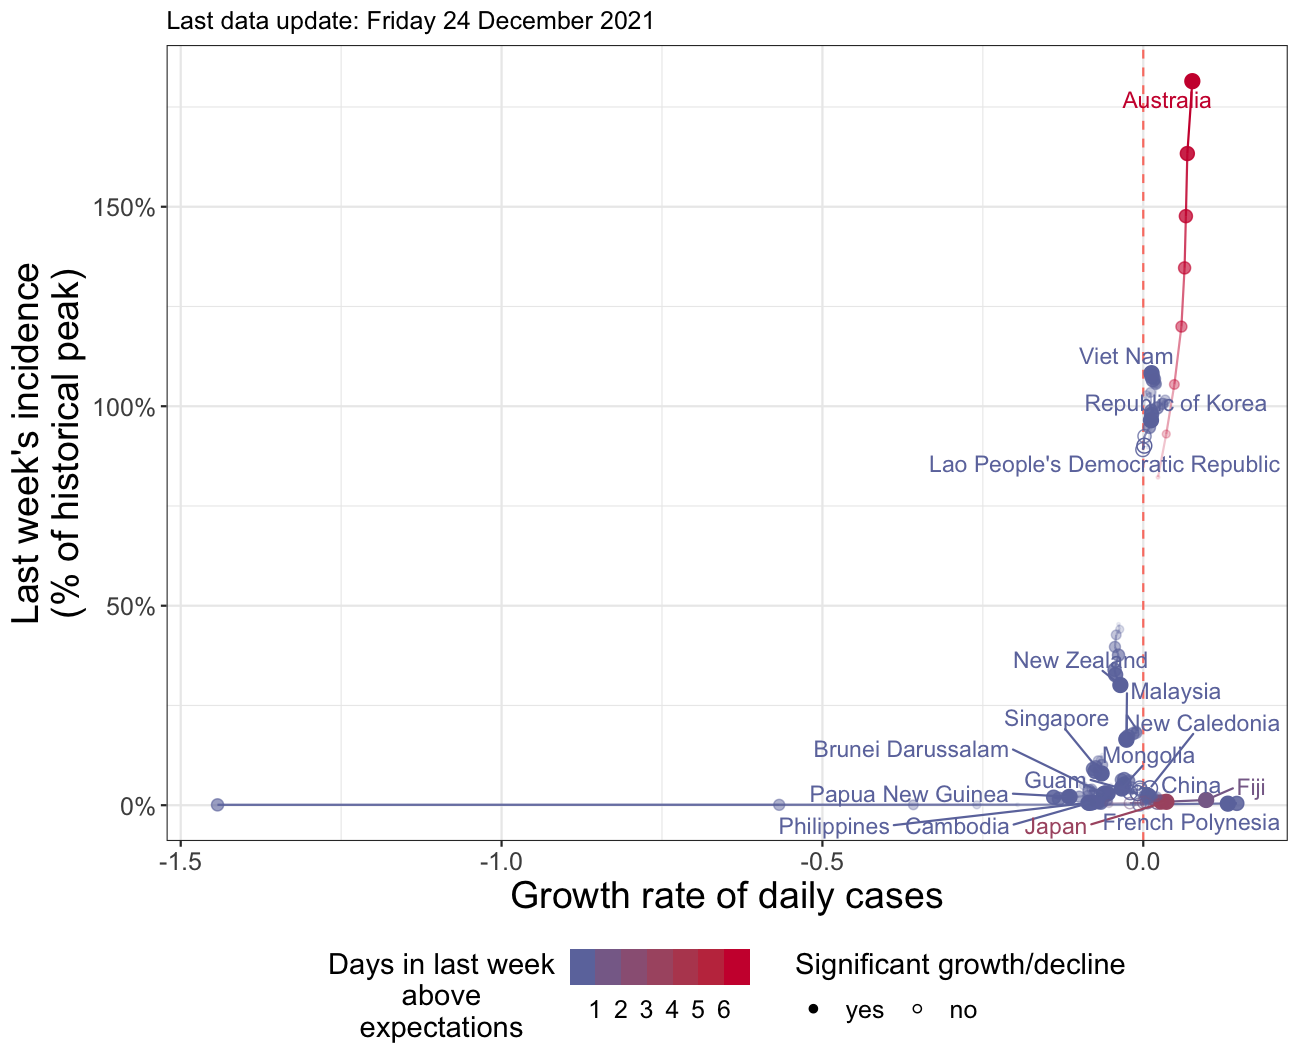 Last data update: Friday 24 December 2021
Last week's incidence
(% of historical peak)
150%
100%
50%
0%
Australia
Viet Nam
Republic of Korea
Lao People's Democratic Republic
New Zealand
Malaysia
Singapore
New Caledonia
Brunei Darussalam
Mongolia
Guam
China
Fiji
Papua New Guinea
Philippines
Cambodia
Japan
French Polynesia
-1.5
-1.0
-0.5
0.0
Growth rate of daily cases
Days in last week
above
expectations
1 2 3 4 5 6
Significant growth/decline
yes
no